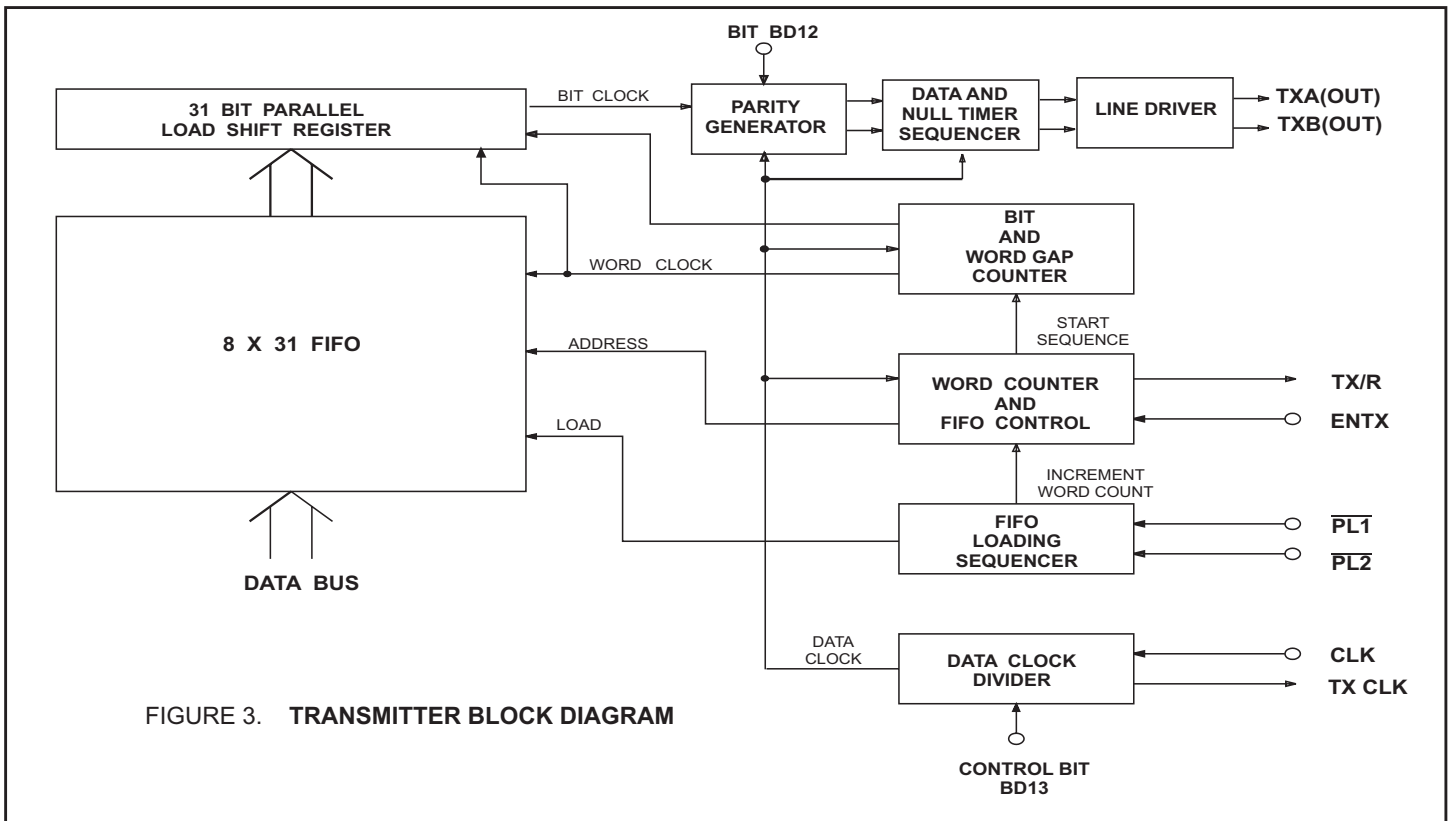 BIT BD12
31 BIT PARALLEL
LOAD SHIFT REGISTER
BIT CLOCK
PARITY
GENERATOR
DATA AND
NULL TIMER
SEQUENCER
LINE DRIVER
TXA(OUT)
TXB(OUT)
BIT
AND
WORD GAP
COUNTER
WORD CLOCK
START
SEQUENCE
8 X 31 FIFO
ADDRESS
WORD COUNTER
AND
FIFO CONTROL
TX/R
ENTX
LOAD
INCREMENT
WORD COUNT
FIFO
LOADING
SEQUENCER
PL1
PL2
DATA BUS
DATA
CLOCK
DATA CLOCK
DIVIDER
CLK
TX CLK
FIGURE 3. TRANSMITTER BLOCK DIAGRAM
CONTROL BIT
BD13